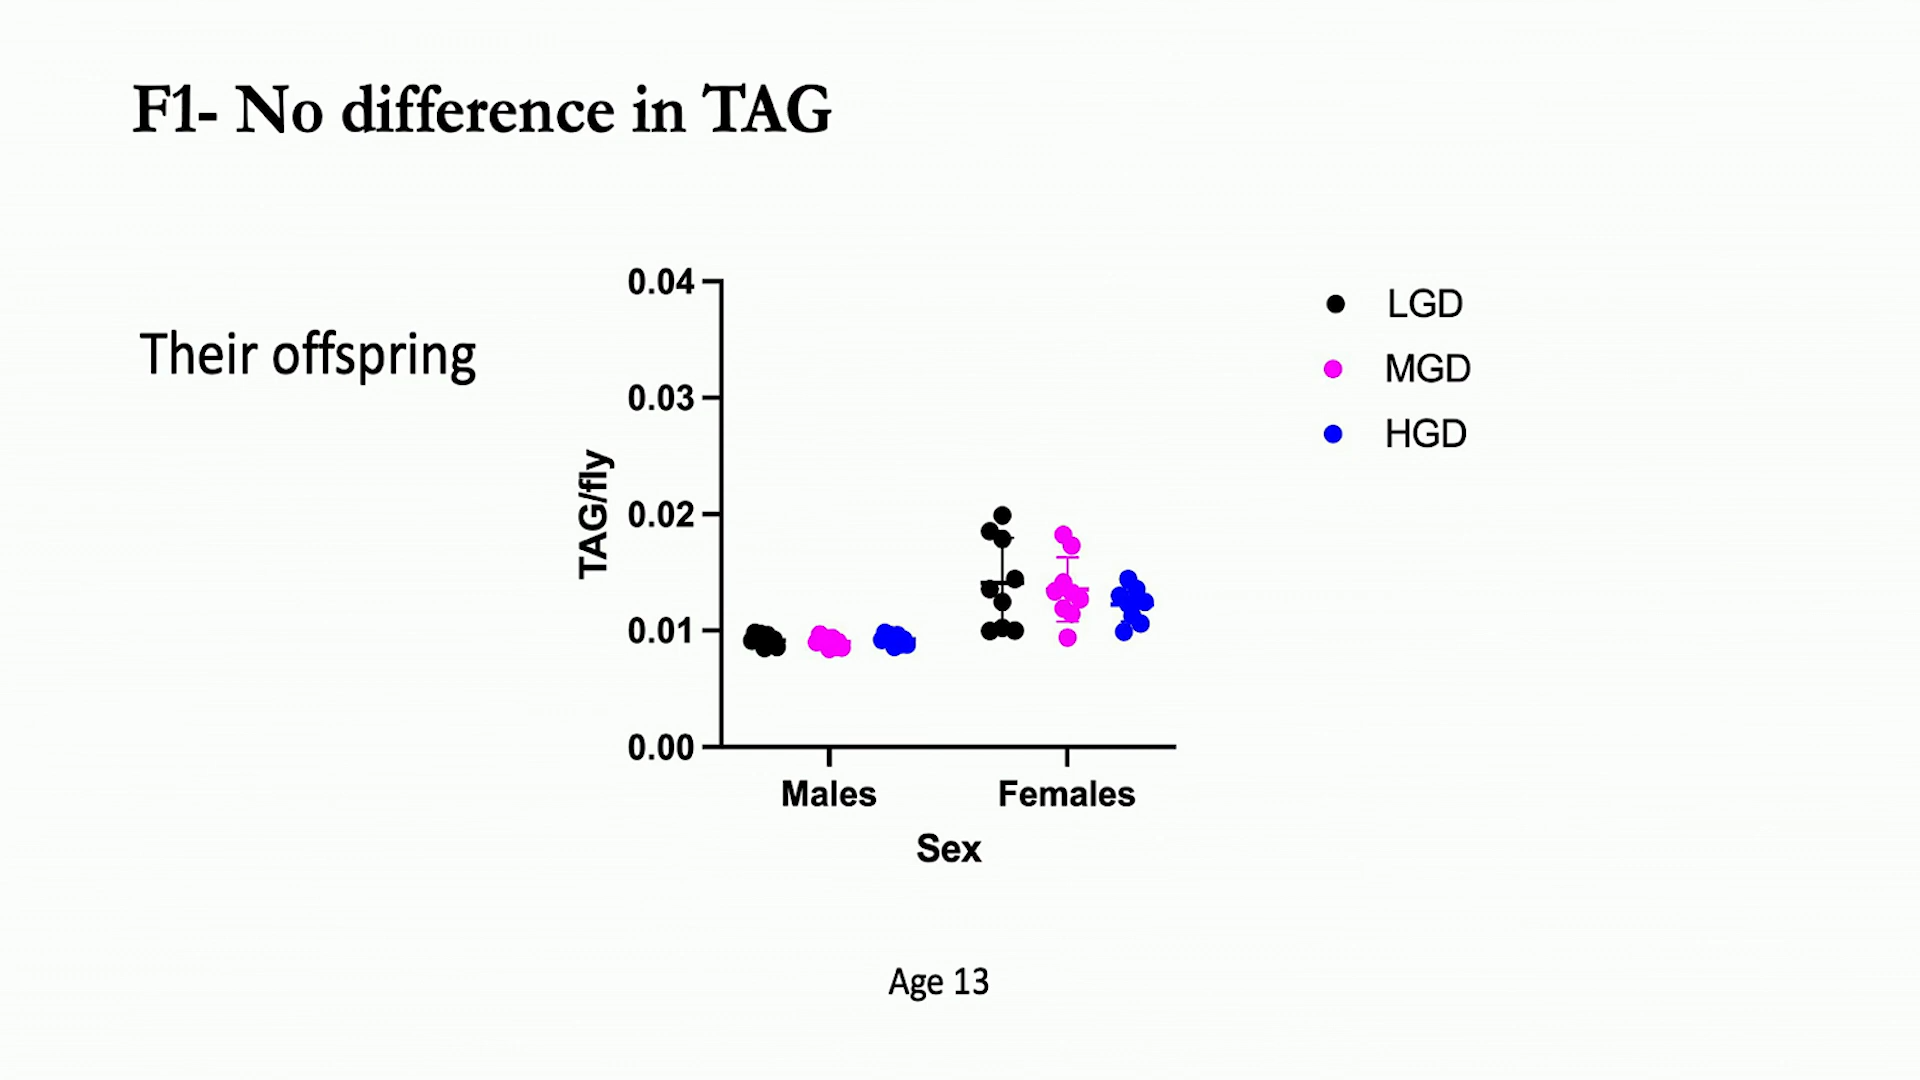 F1- No difference in TAG
Their offspring
0.04
0.03
0.02
0.01
0.00
TAG/fly
Males
Females
Sex
LGD
MGD
HGD
Age 13